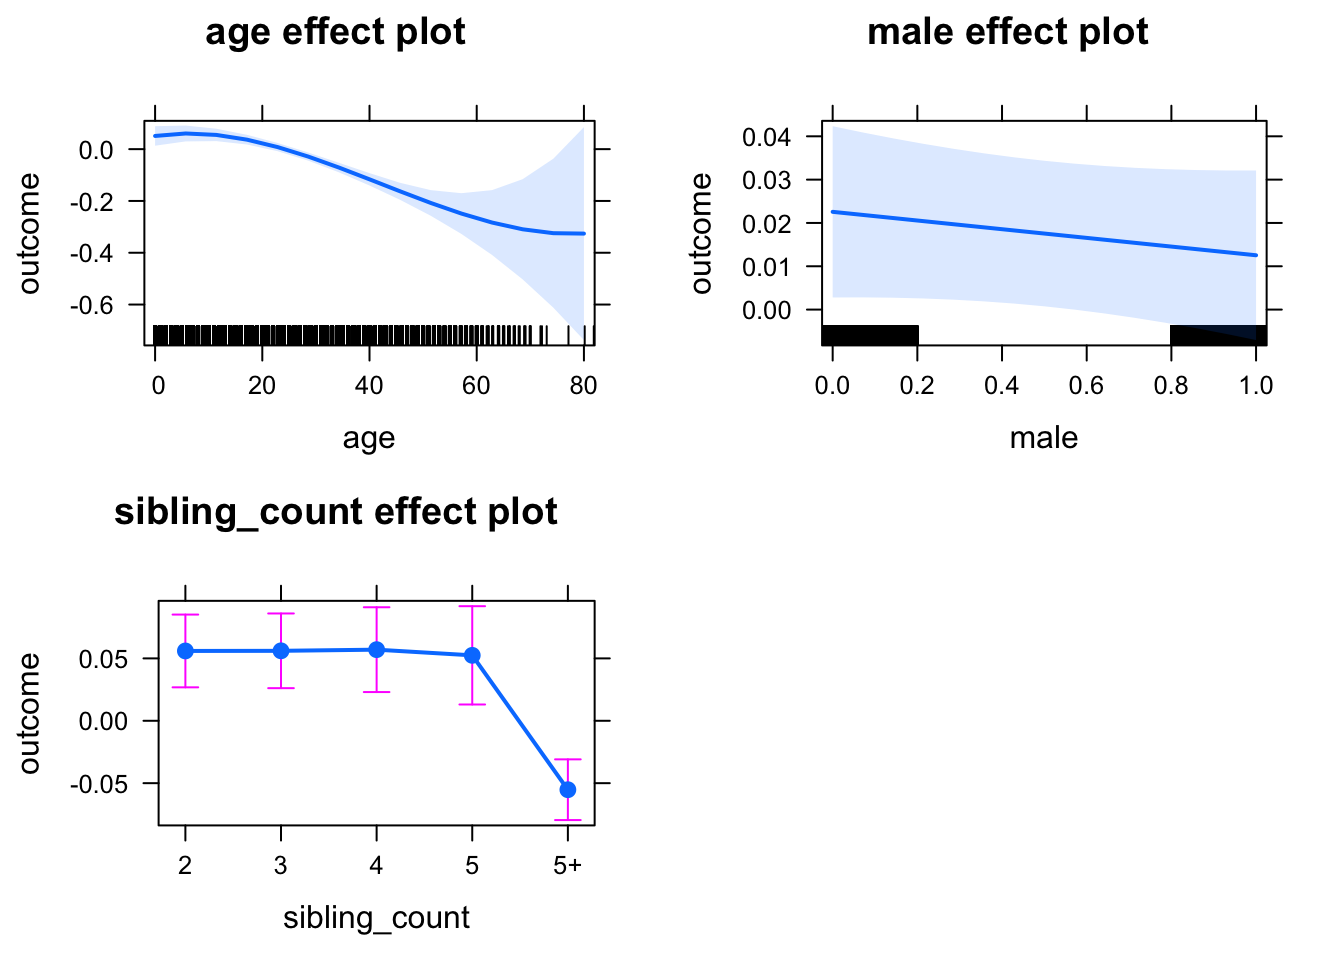 age effect plot
outcome
0.0
-0.2
-0.4
-0.6
0 20 40 60 80
age
male effect plot
outcome
0.04
0.03
0.02
0.01
0.00
0.0 0.2 0.4 0.6 0.8 1.0
male
sibling_count effect plot
outcome
0.05
0.00
-0.05
2 3 4 5 5+
sibling_count